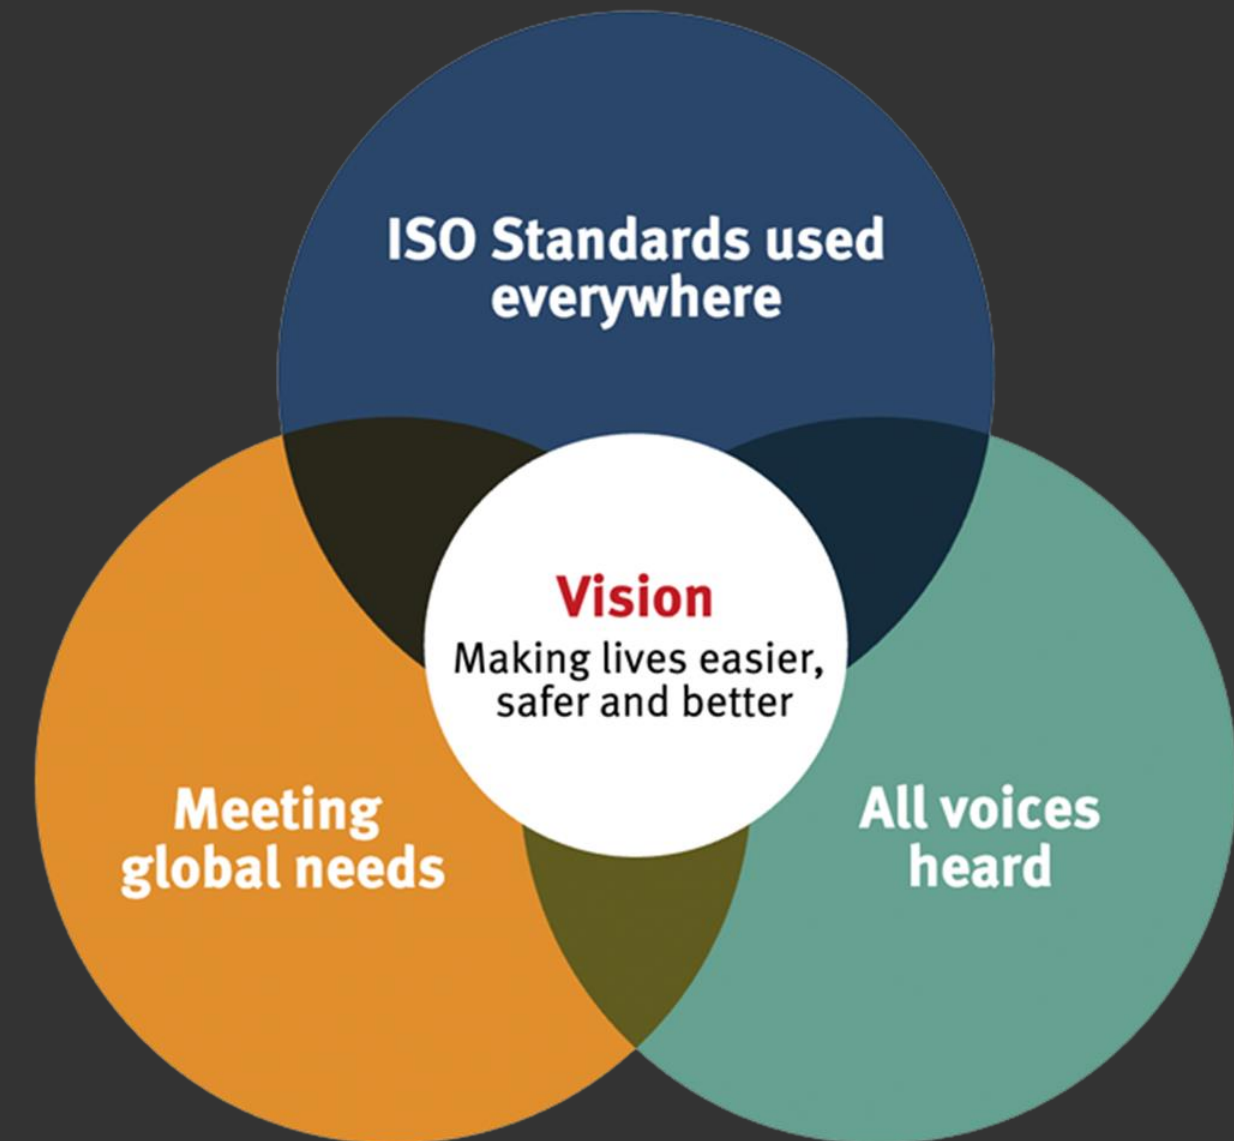 ISO Standards used
everywhere
Vision
Making lives easier,
safer and better
Meeting
global needs
All voices
heard